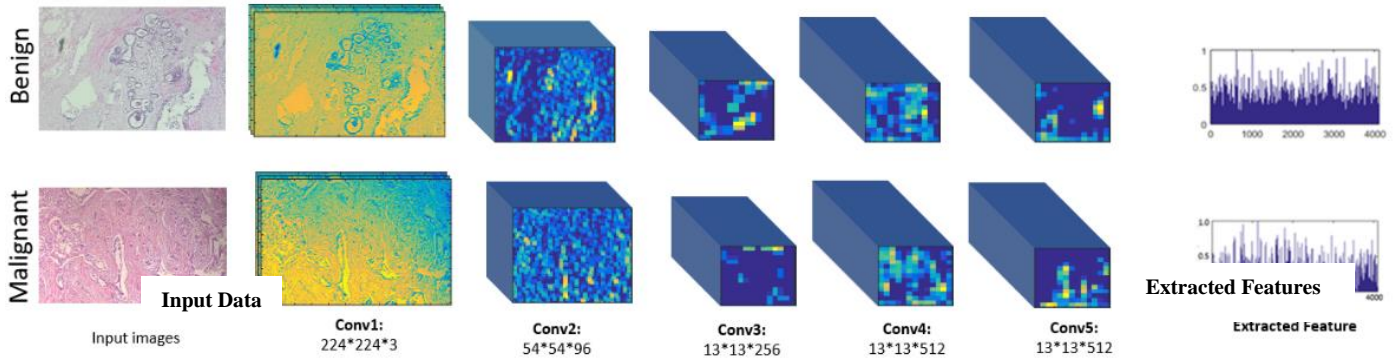 Benign
1
0.5
0
0 1000 2000 3000 4000
Malignant
1.0
0.5
4000
Input Data
Extracted Features
Input images
Conv1:
224*224*3
Conv2:
54*54*96
Conv3:
13*13*256
Conv4:
13*13*512
Conv5:
13*13*512
Extracted Feature